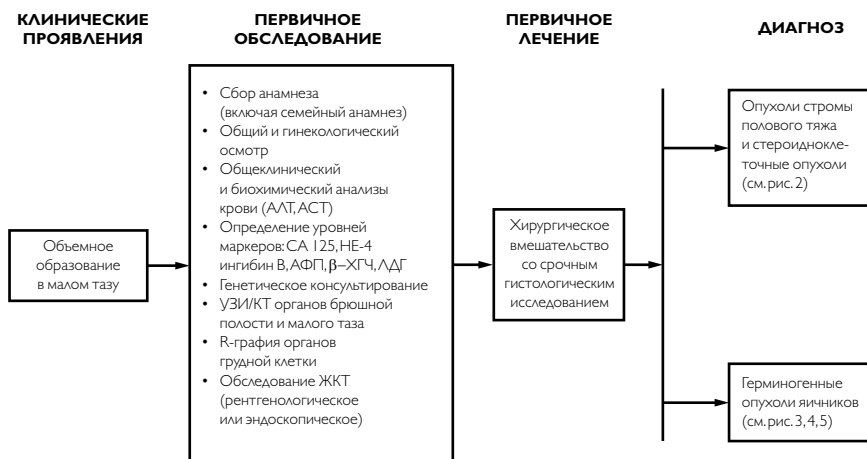 КЛИНИЧЕСКИЕ
ПРОЯВЛЕНИЯ
ПЕРВИЧНОЕ
ОБСЛЕДОВАНИЕ
ПЕРВИЧНОЕ
ЛЕЧЕНИЕ
ДИАГНОЗ
Объемное
образование
в малом тазу
• Сбор анамнеза
(включая семейный анамнез)
• Общий и гинекологический
осмотр
• Общеклинический
и биохимический анализы
крови (АЛТ, АСТ)
• Определение уровней
маркеров: СА 125, НЕ-4
ингибин В, АФП, β–ХГЧ, ЛДГ
• Генетическое консультирование
• УЗИ/КТ органов брюшной
полости и малого таза
• R-графия органов
грудной клетки
• Обследование ЖКТ
(рентгенологическое
или эндоскопическое)
Хирургическое
вмешательство
со срочным
гистологическим
исследованием
Опухоли стромы
полового тяжа
и стероидкокле-
точные опухоли
(см. рис. 2)
Герминогенные
опухоли яичников
(см. рис. 3, 4, 5)